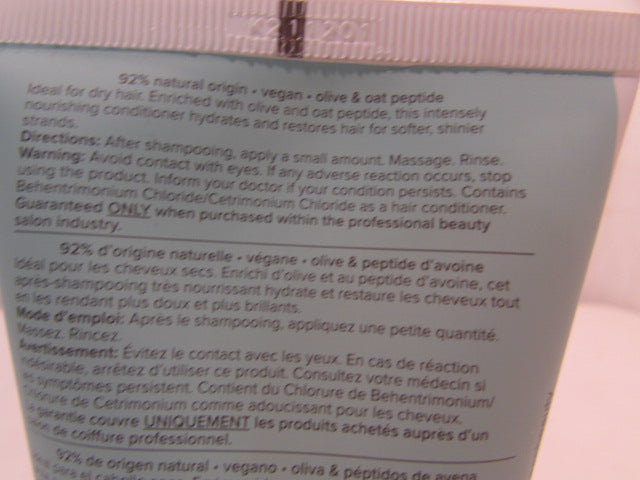 1 201
92% natural origin • vegan • olive & oat peptide
Ideal for dry hair. Enriched with olive and oat peptide, this intensely
nourishing conditioner hydrates and restores hair for softer, shinier
strands.
Directions: After shampooing, apply a small amount. Massage. Rinse.
Warning: Avoid contact with eyes. If any adverse reaction occurs, stop
using the product. Inform your doctor if your condition persists. Contains
Behentrimonium Chloride/Cetrimonium Chloride as a hair conditioner.
Guaranteed ONLY when purchased within the professional beauty
salon industry.
92% d'origine naturelle • végane • olive & peptide d'avoine
Idéal pour les cheveux secs. Enrichi d'olive et au peptide d'avoine, cet
après-shampooing très nourrissant hydrate et restaure les cheveux tout
en les rendant plus doux et plus brillants.
Mode d'emploi: Après le shampooing, appliquez une petite quantité.
Massez. Rincez.
Avertissement: Évitez le contact avec les yeux. En cas de réaction
indésirable, arrêtez d'utiliser ce produit. Consultez votre médecin si
symptômes persistent. Contient du Chlorure de Behentrimonium/
Chlorure de Cetrimonium comme adoucissant pour les cheveux.
garantie couvre UNIQUEMENT les produits achetés auprès d'un
de coiffure professionnel.
92% de origen natural • vegano • oliva & péptidos de avena